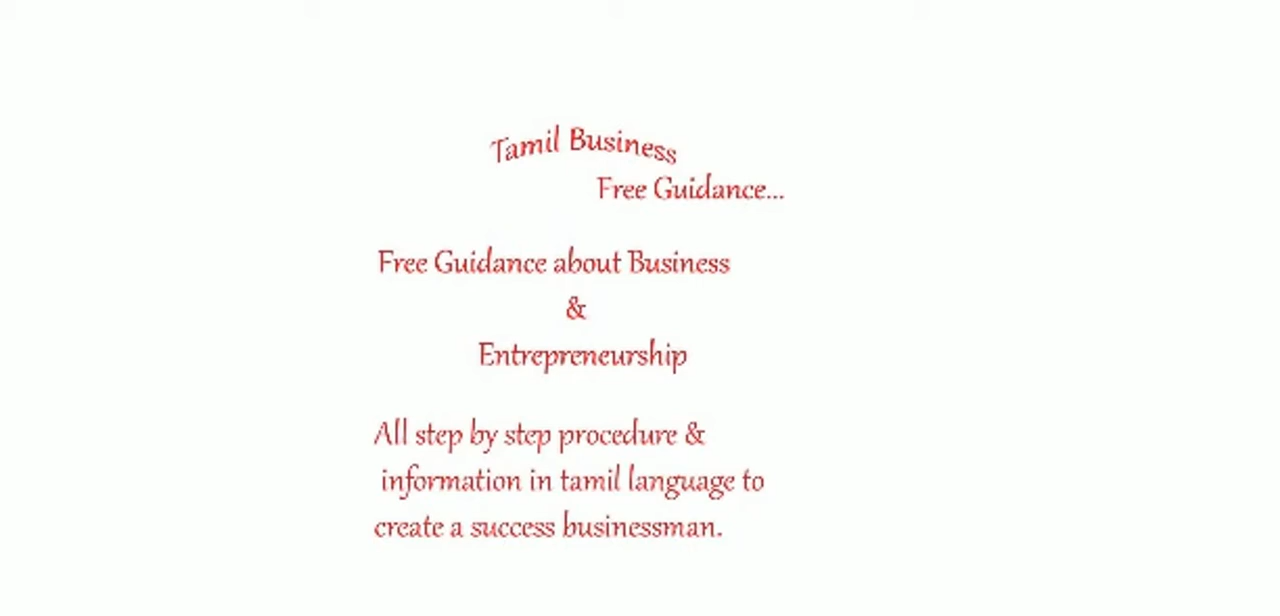 Tamil Business
Free Guidance...
Free Guidance about Business
&
Entrepreneurship
All step by step procedure &
information in tamil language to
create a success businessman.